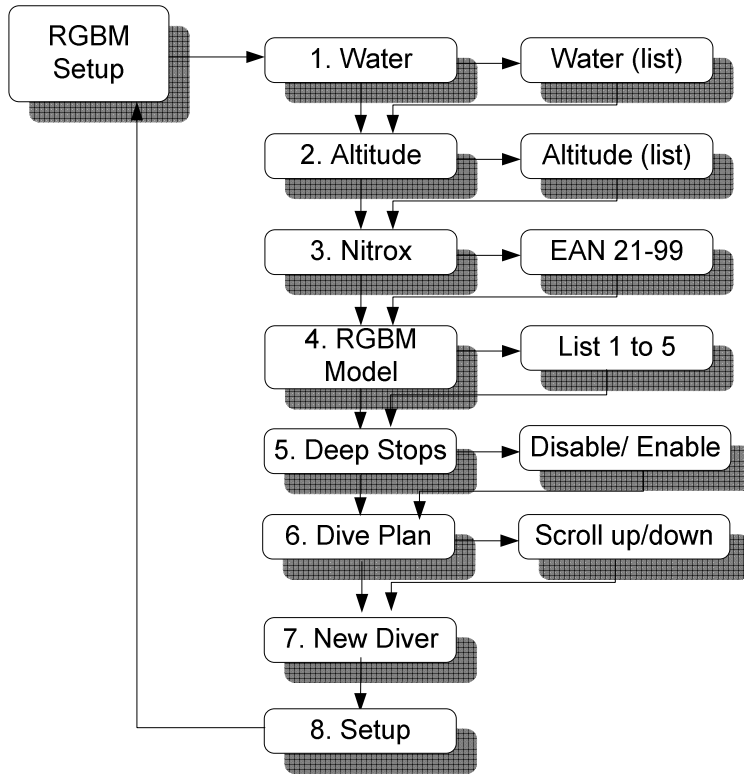 RGBM
Setup
1. Water
Water (list)
2. Altitude
Altitude (list)
3. Nitrox
EAN 21-99
4. RGBM
Model
List 1 to 5
5. Deep Stops
Disable/ Enable
6. Dive Plan
Scroll up/down
7. New Diver
8. Setup